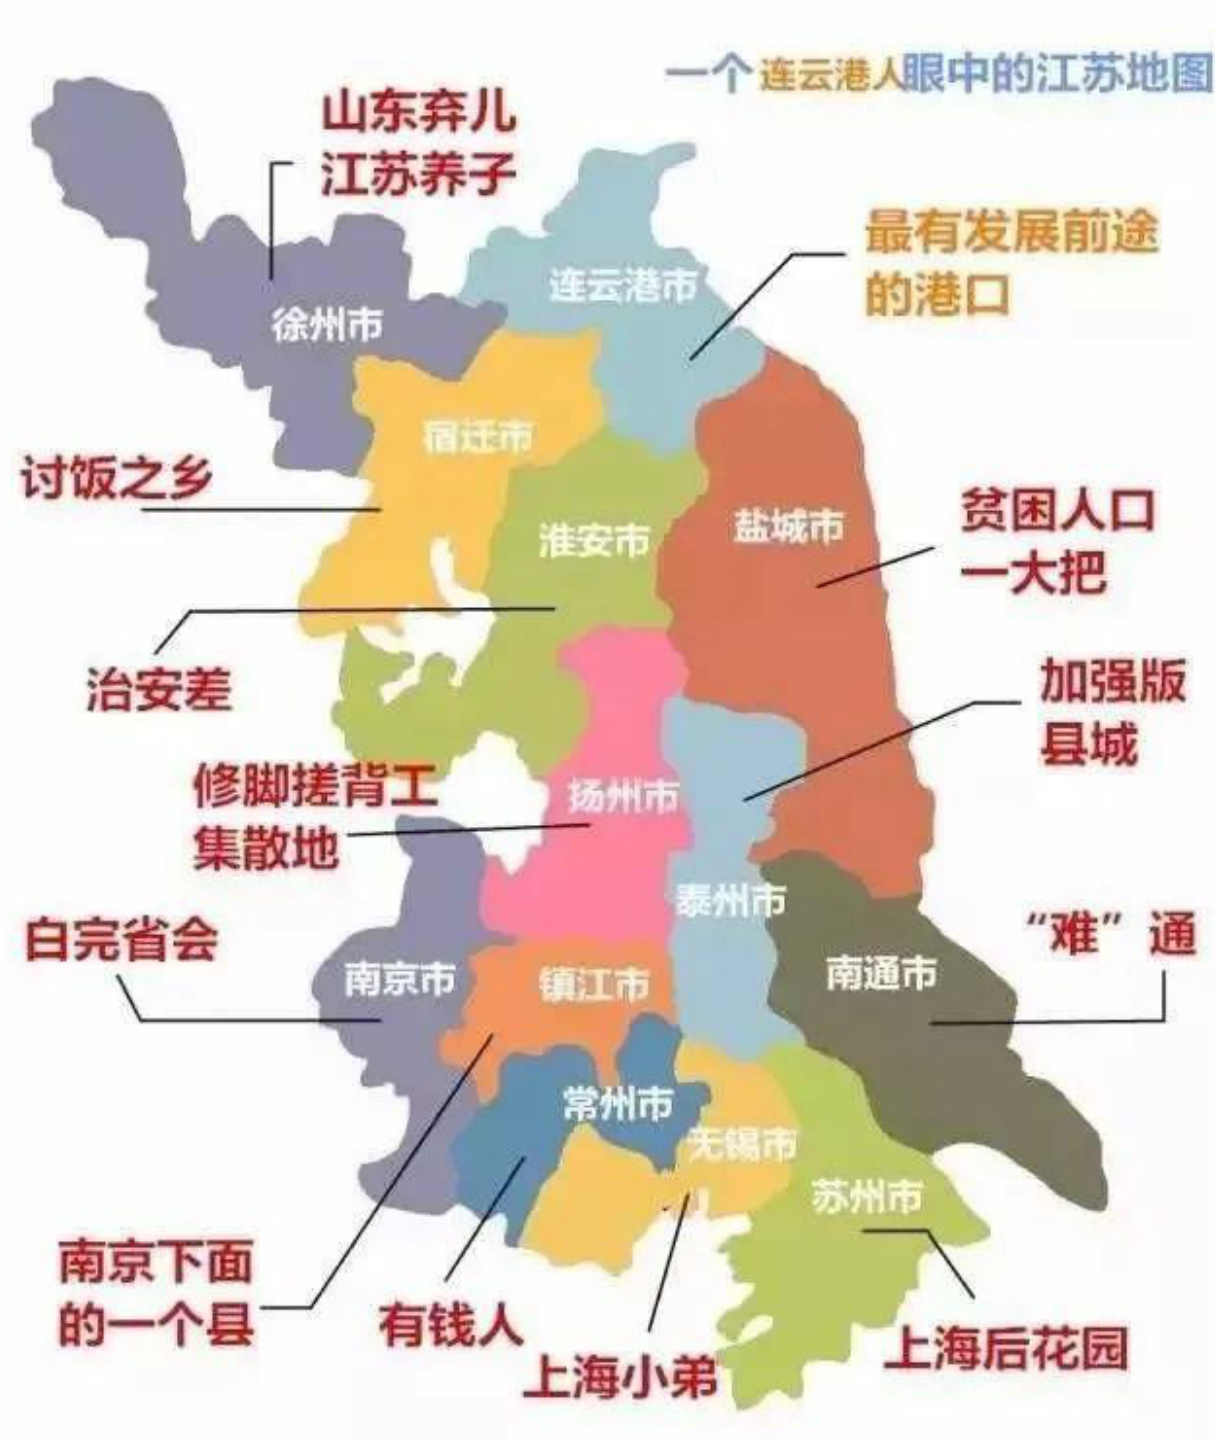 一个连云港人眼中的江苏地图
山东弃儿
江苏养子
最有发展前途
的港口
连云港市
徐州市
宿迁市
讨饭之乡
淮安市
盐城市
贫困人口
一大把
治安差
加强版
县城
修脚搓背工
集散地
扬州市
泰州市
白完省会
南京市
镇江市
南通市
“难”通
常州市
无锡市
苏州市
南京下面
的一个县
有钱人
上海小弟
上海后花园